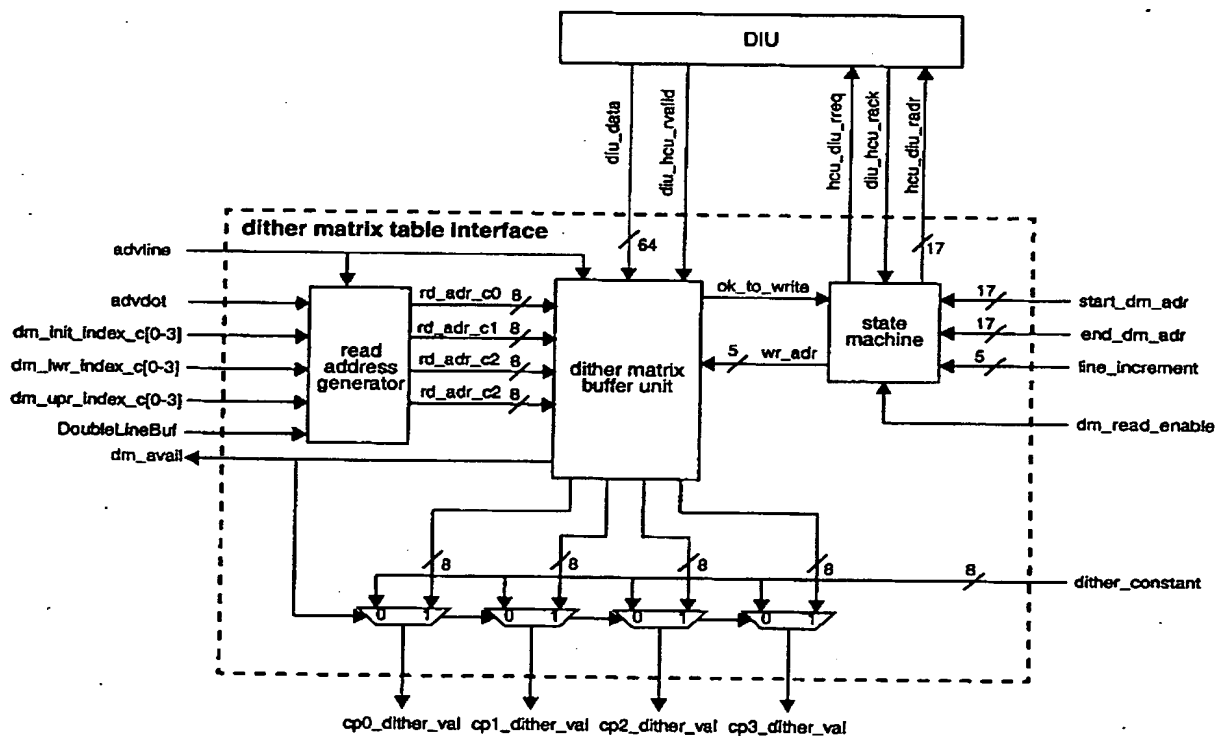 DIU
diu_data
diu_hcu_rvalid
hcu_diu_rreq
diu_hcu_rack
hcu_diu_radr
dither matrix table interface
64
17
advline
advdot
dm_init_index_c[0-3]
dm_lwr_index_c[0-3]
dm_upr_index_c[0-3]
DoubleLineBuf
dm_avail
read
address
generator
rd_adr_c0 8
rd_adr_c1 8
rd_adr_c2 8
rd_adr_c2 8
dither matrix
buffer unit
ok_to_write
5 wr_adr
state
machine
17 start_dm_adr
17 end_dm_adr
5 line_increment
dm_read_enable
8 8 8 8
8 dither_constant
0 1 0 1 0 1 0 1
cp0_dither_val cp1_dither_val cp2_dither_val cp3_dither_val